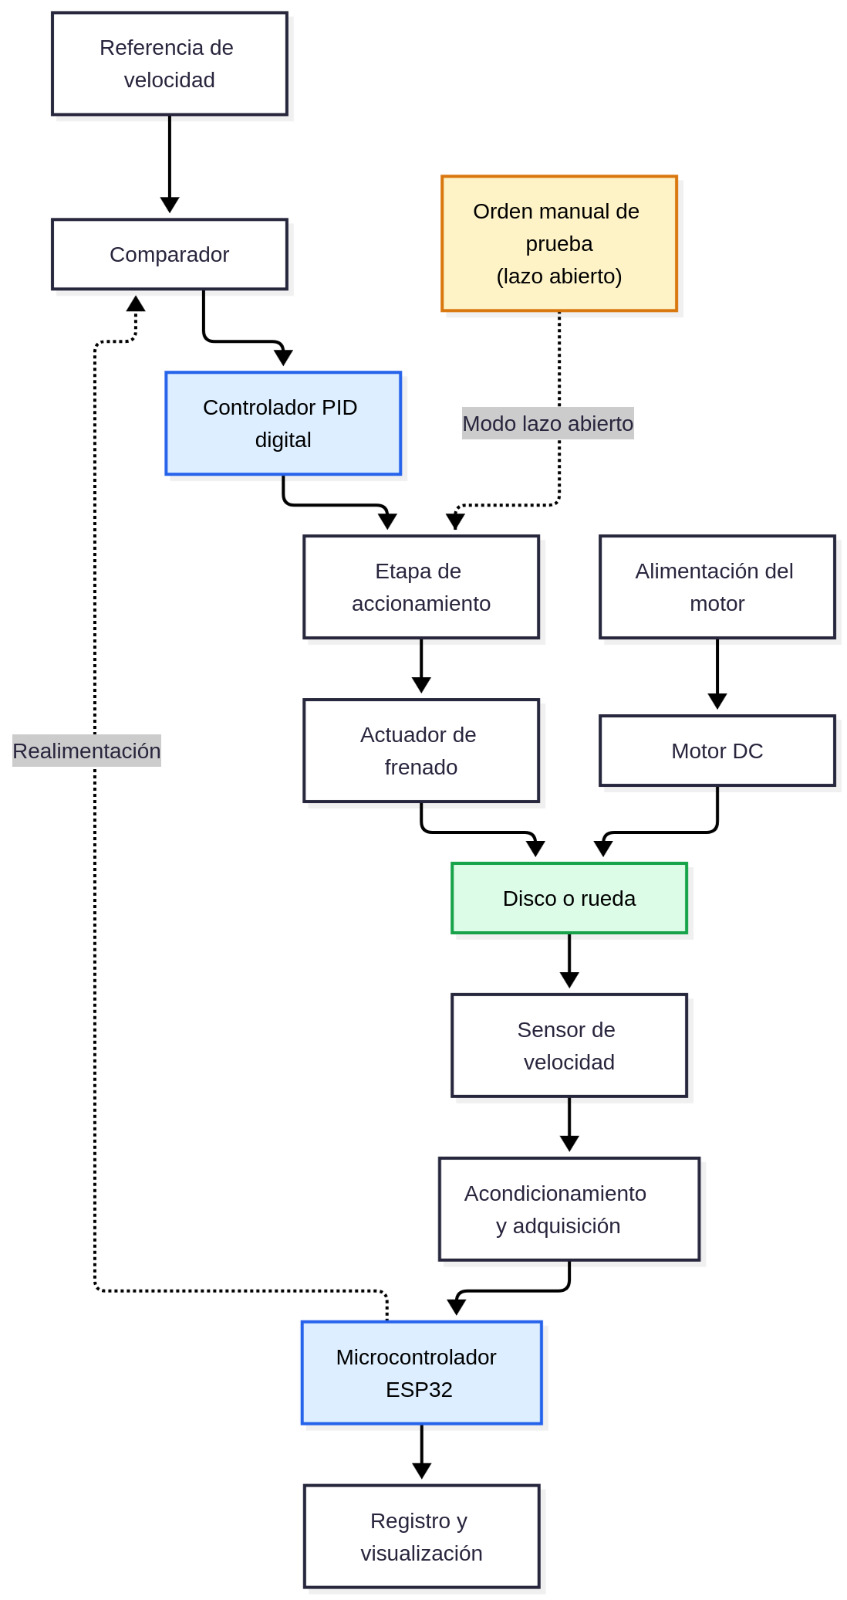 Referencia de
velocidad
Orden manual de
prueba
(lazo abierto)
Comparador
Controlador PID
digital
Modo lazo abierto
Etapa de
accionamiento
Alimentación del
motor
Actuador de
frenado
Motor DC
Realimentación
Disco o rueda
Sensor de
velocidad
Acondicionamiento
y adquisición
Microcontrolador
ESP32
Registro y
visualización